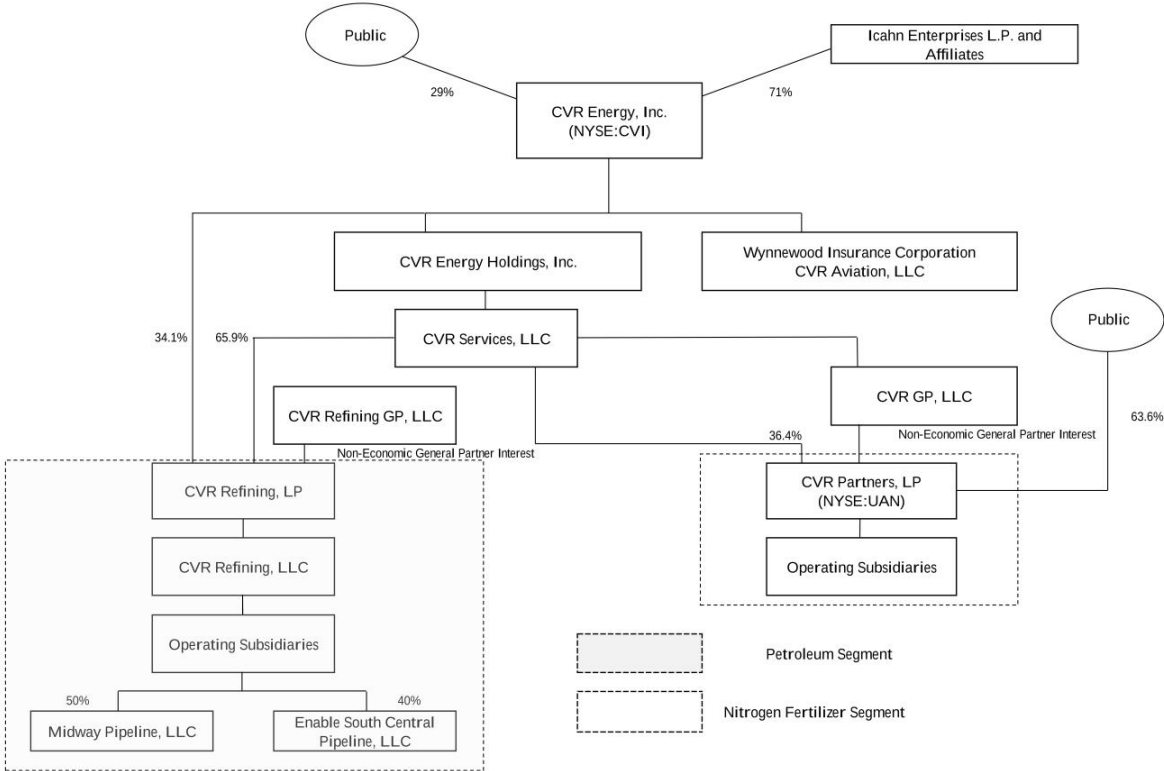 Public
Icahn Enterprises L.P. and
Affiliates
29%
71%
CVR Energy, Inc.
(NYSE:CVI)
CVR Energy Holdings, Inc.
Wynnewood Insurance Corporation
CVR Aviation, LLC
34.1%
65.9%
CVR Services, LLC
Public
CVR Refining GP, LLC
CVR GP, LLC
63.6%
Non-Economic General Partner Interest
36.4%
Non-Economic General Partner Interest
CVR Refining, LP
CVR Partners, LP
(NYSE:UAN)
CVR Refining, LLC
Operating Subsidiaries
Operating Subsidiaries
Petroleum Segment
50%
40%
Midway Pipeline, LLC
Enable South Central
Pipeline, LLC
Nitrogen Fertilizer Segment